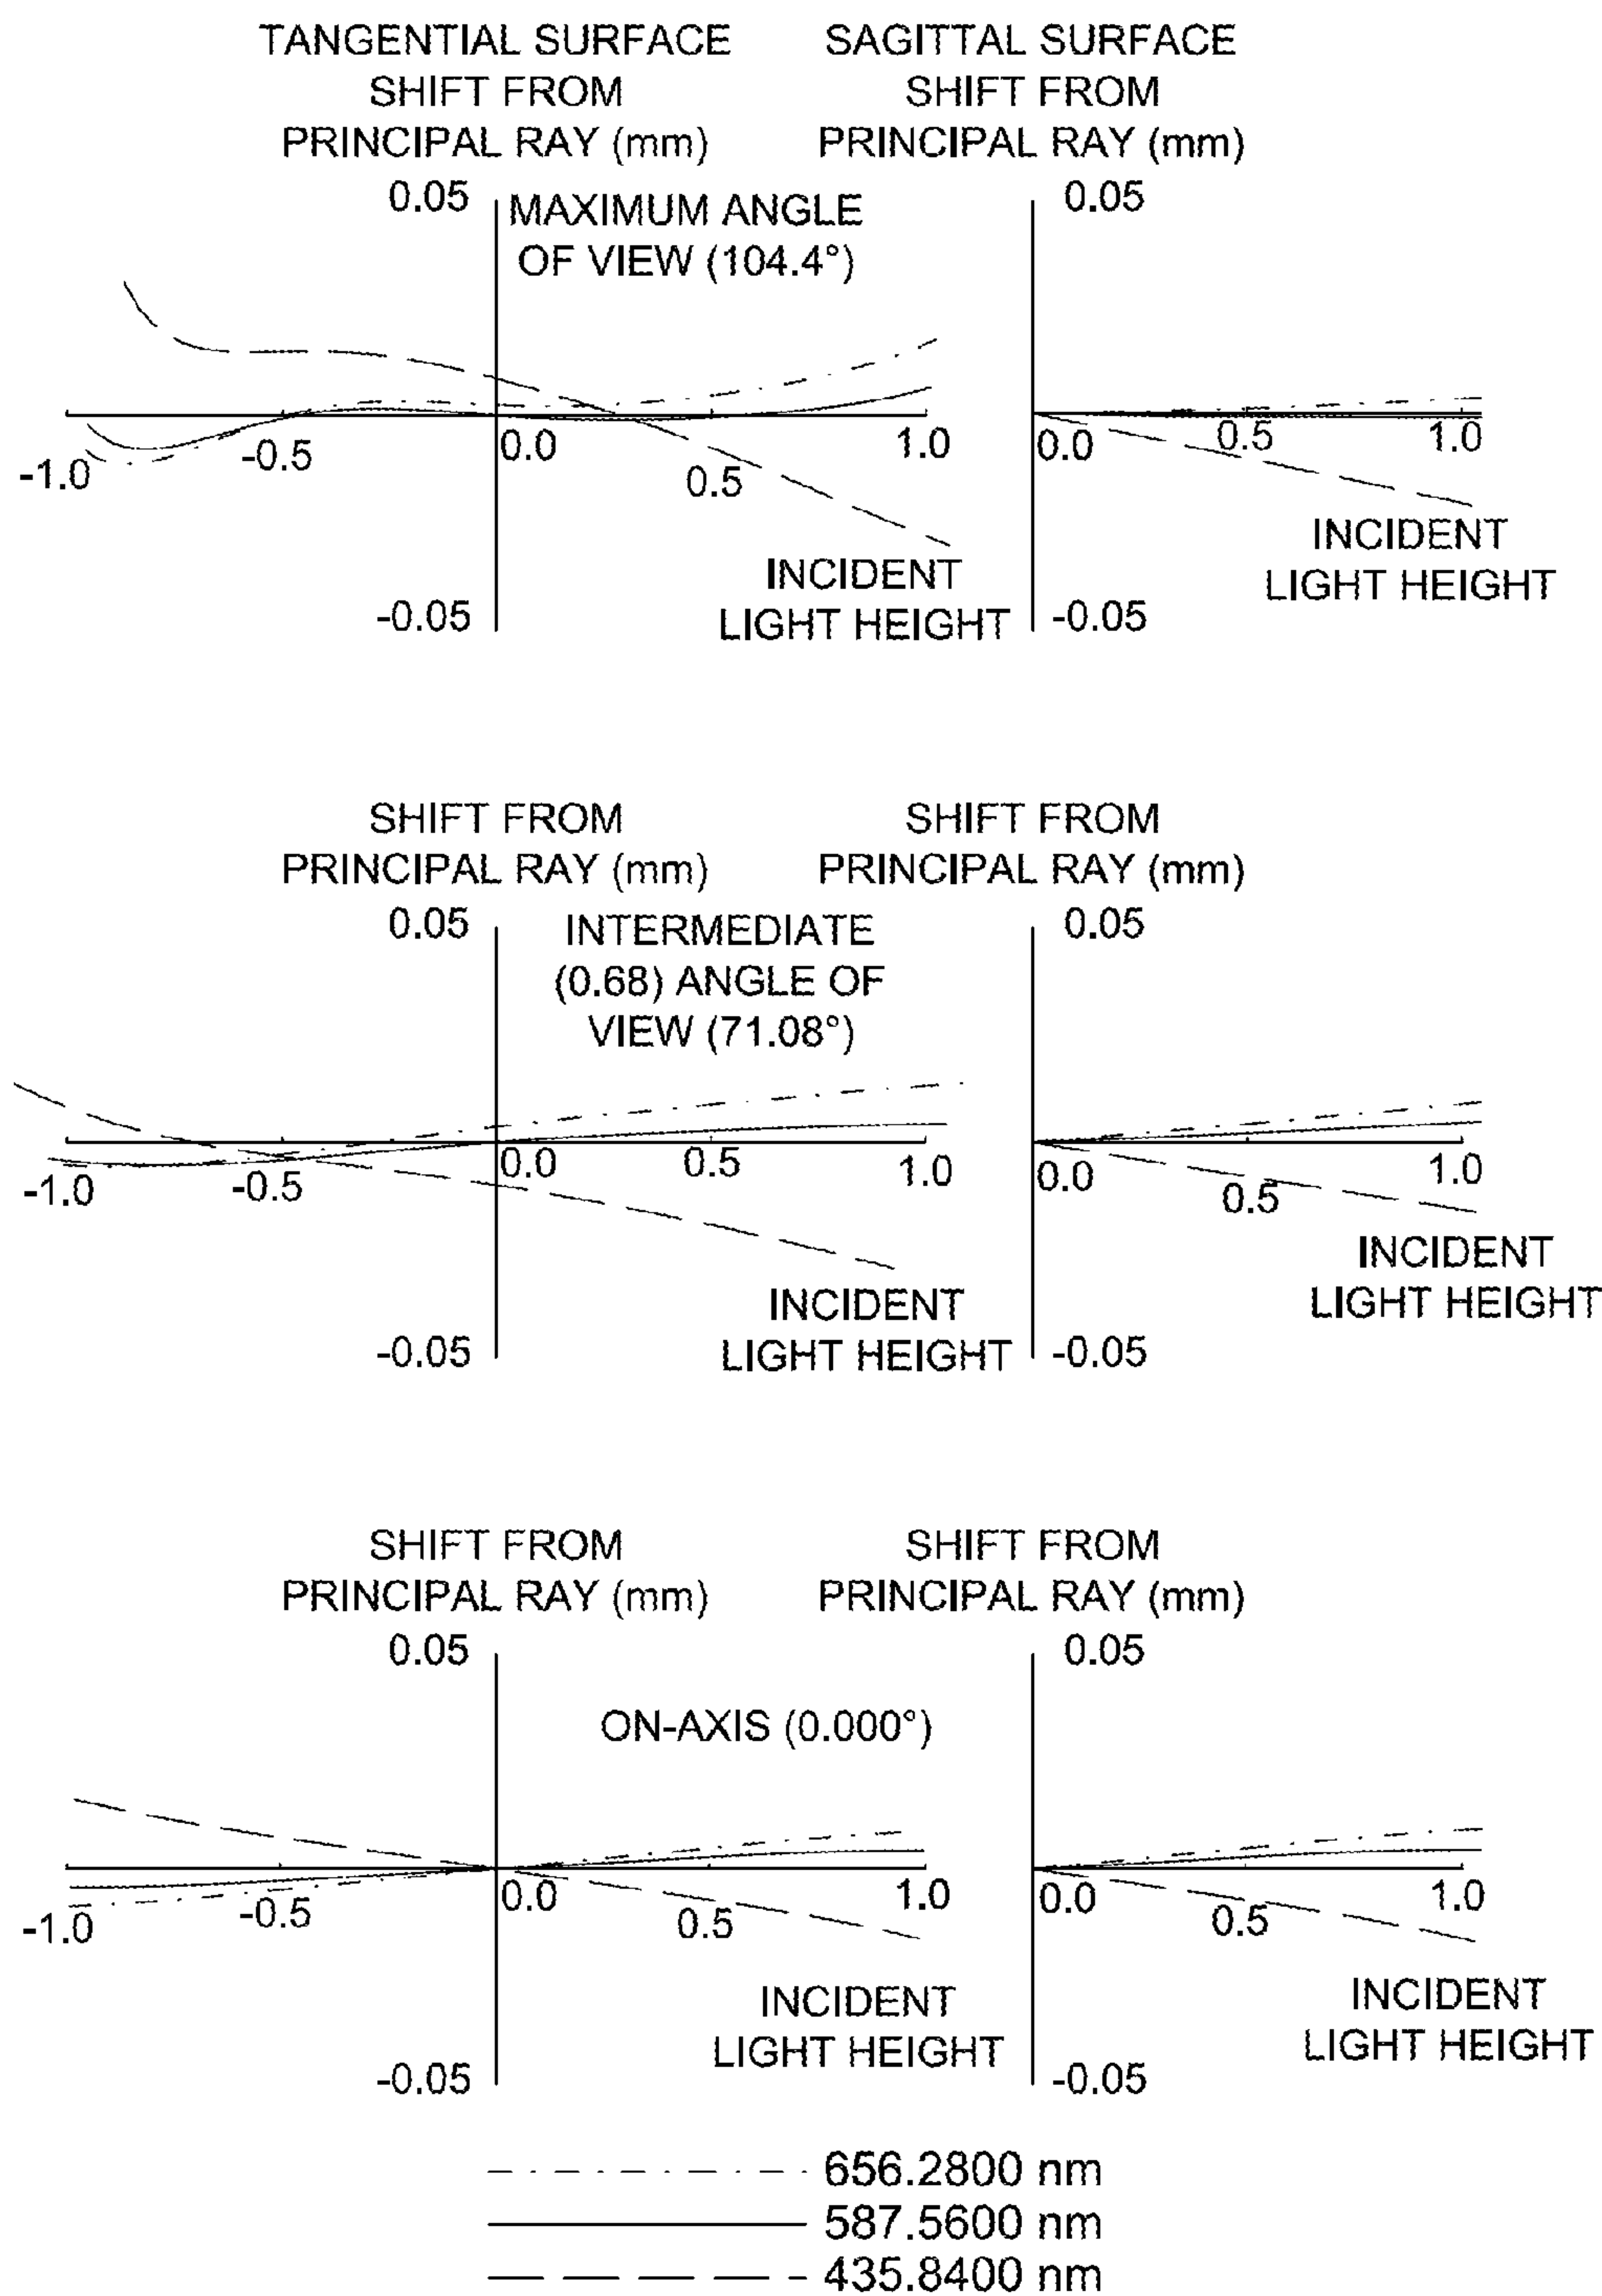 TANGENTIAL SURFACE
SHIFT FROM
PRINCIPAL RAY (mm)
SAGITTAL SURFACE
SHIFT FROM
PRINCIPAL RAY (mm)
0.05
MAXIMUM ANGLE
OF VIEW (104.4°)
0.05
-1.0
-0.5
0.0
0.5
1.0
0.0
0.5
1.0
INCIDENT
LIGHT HEIGHT
INCIDENT
LIGHT HEIGHT
-0.05
-0.05
SHIFT FROM
PRINCIPAL RAY (mm)
SHIFT FROM
PRINCIPAL RAY (mm)
0.05
INTERMEDIATE
(0.68) ANGLE OF
VIEW (71.08°)
0.05
-1.0
-0.5
0.0
0.5
1.0
0.0
0.5
1.0
INCIDENT
LIGHT HEIGHT
INCIDENT
LIGHT HEIGHT
-0.05
-0.05
SHIFT FROM
PRINCIPAL RAY (mm)
SHIFT FROM
PRINCIPAL RAY (mm)
0.05
ON-AXIS (0.000°)
0.05
-1.0
-0.5
0.0
0.5
1.0
0.0
0.5
1.0
INCIDENT
LIGHT HEIGHT
INCIDENT
LIGHT HEIGHT
-0.05
-0.05
656.2800 nm
587.5600 nm
435.8400 nm